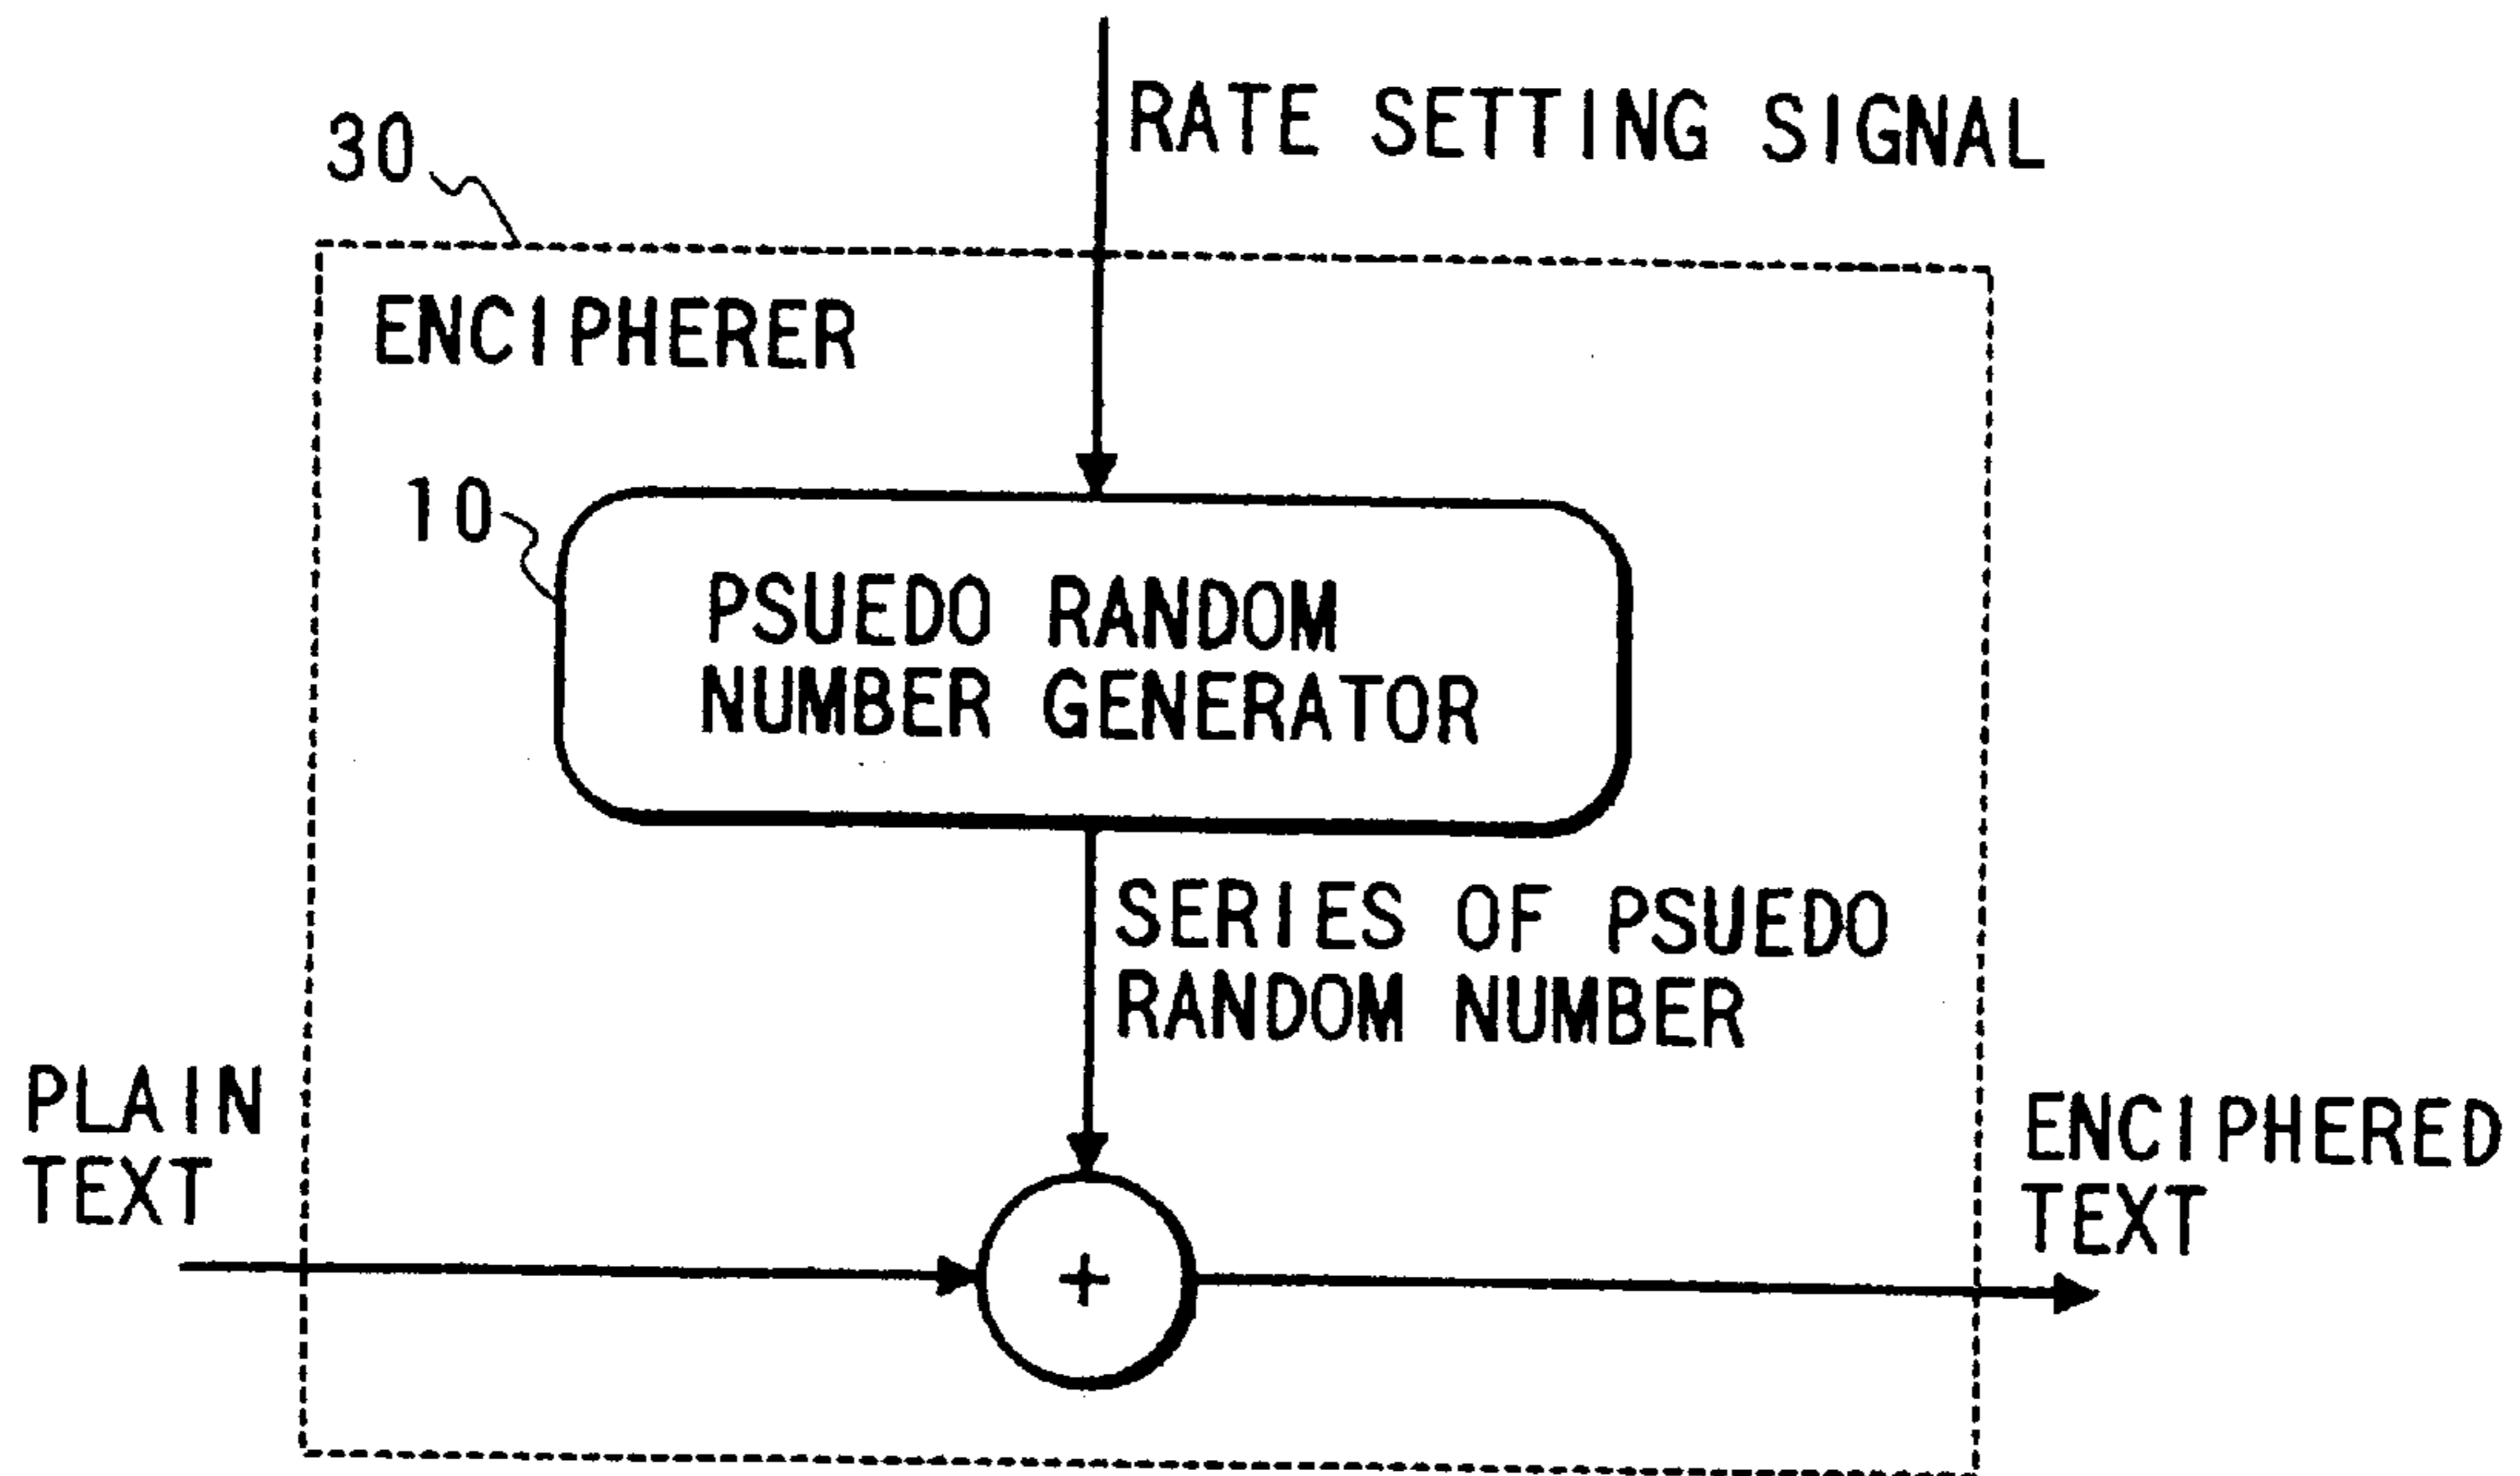 RATE SETTING SIGNAL
30
ENCIPHERER
10
PSUEDO RANDOM
NUMBER GENERATOR
SERIES OF PSUEDO
RANDOM NUMBER
PLAIN
TEXT
+
ENCIPHERED
TEXT